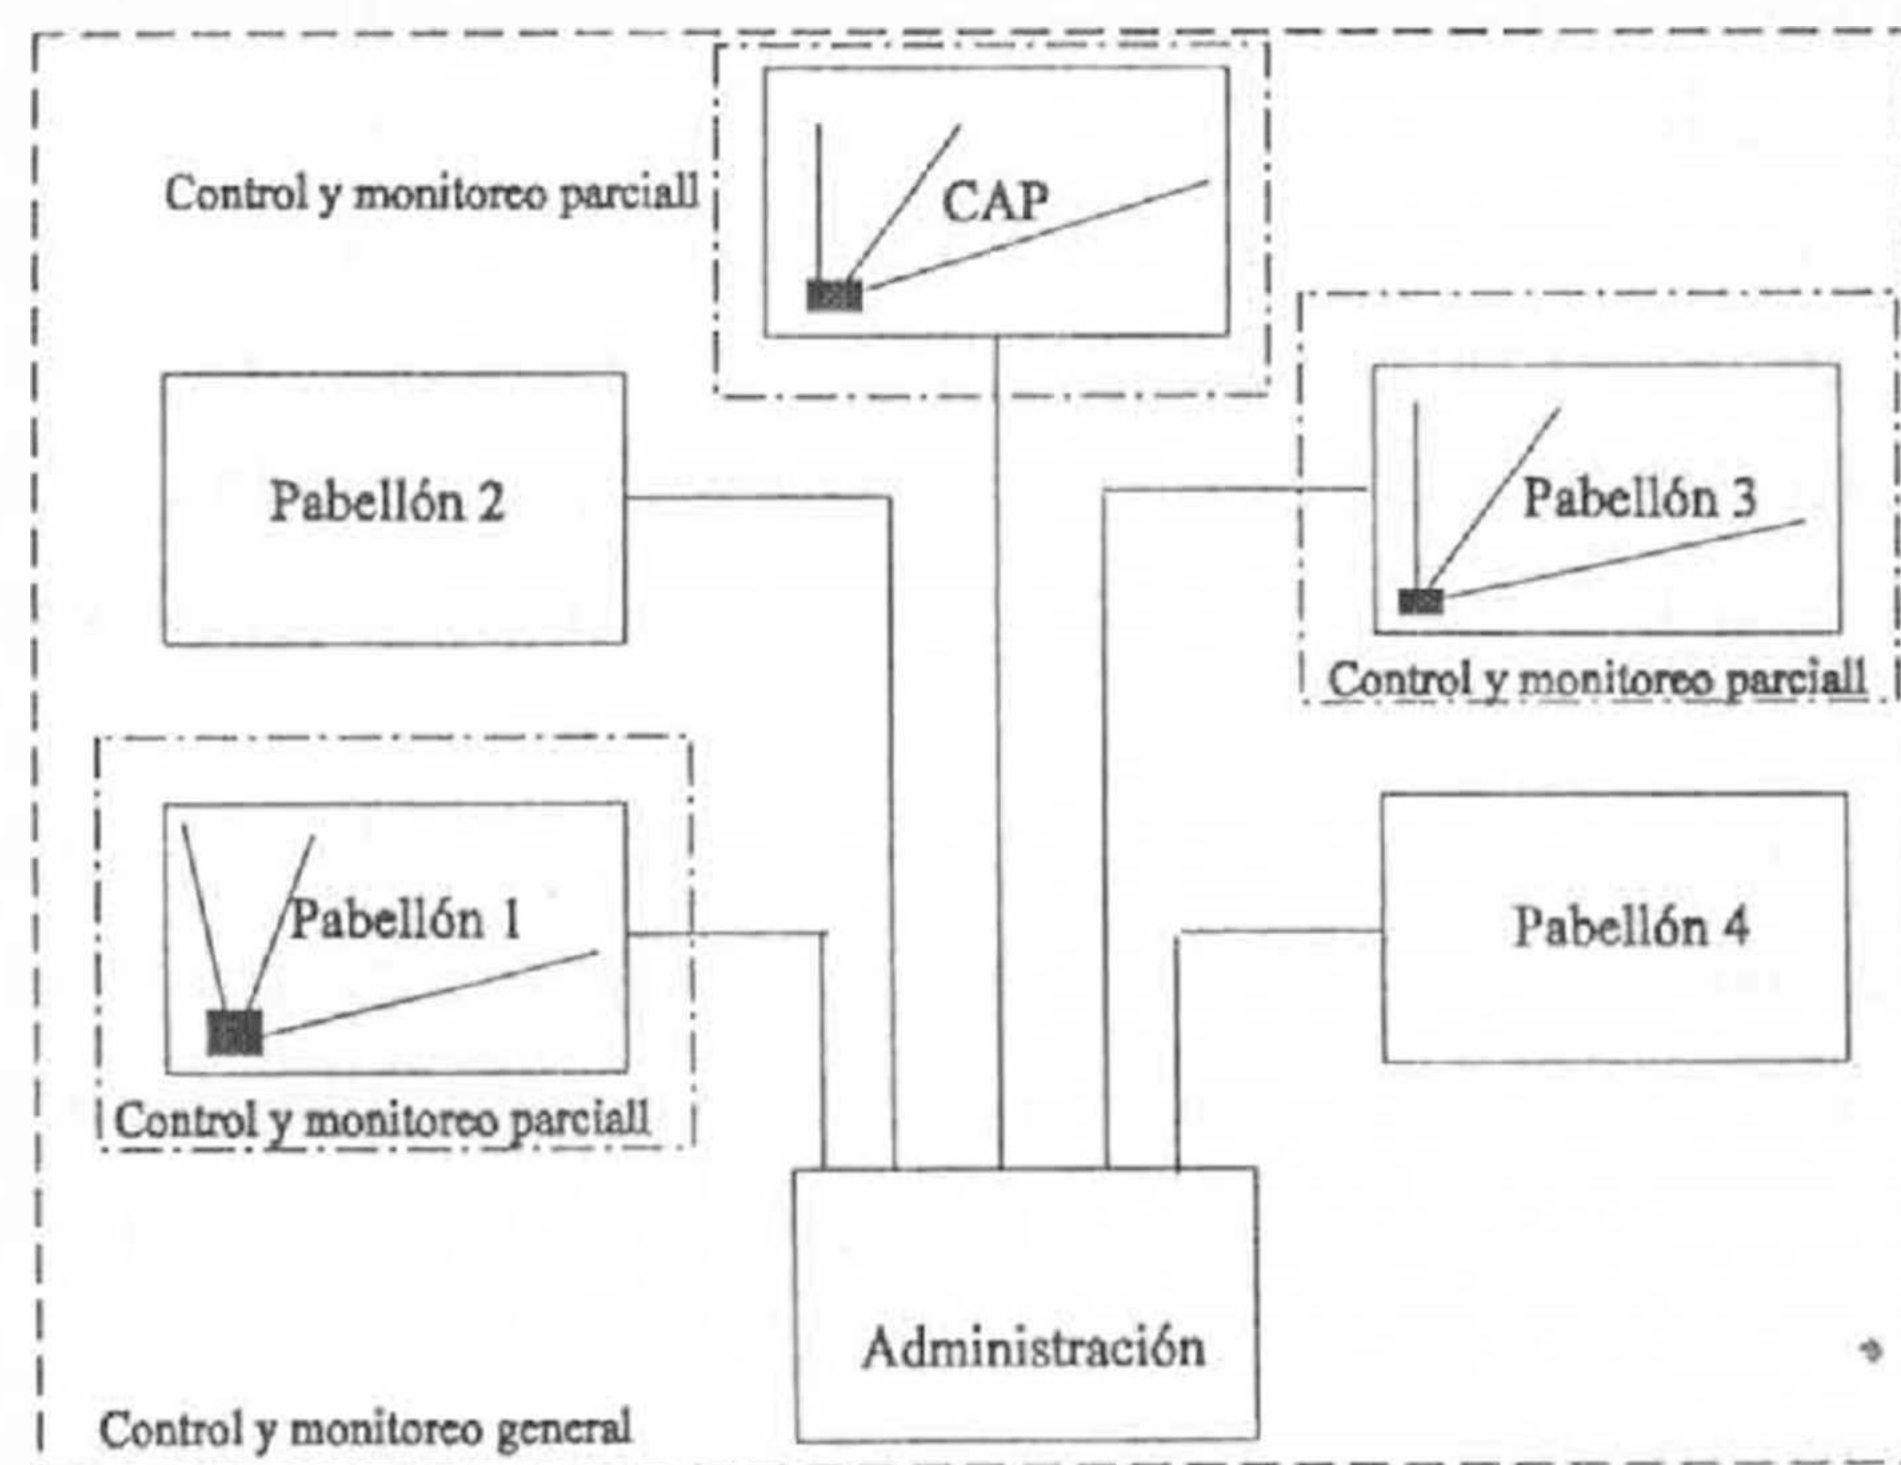 Control y monitoreo parciall
CAP
Pabellón 2
Pabellón 3
Control y monitoreo parciall
Pabellón 1
Pabellón 4
Control y monitoreo parciall
Administración
Control y monitoreo general